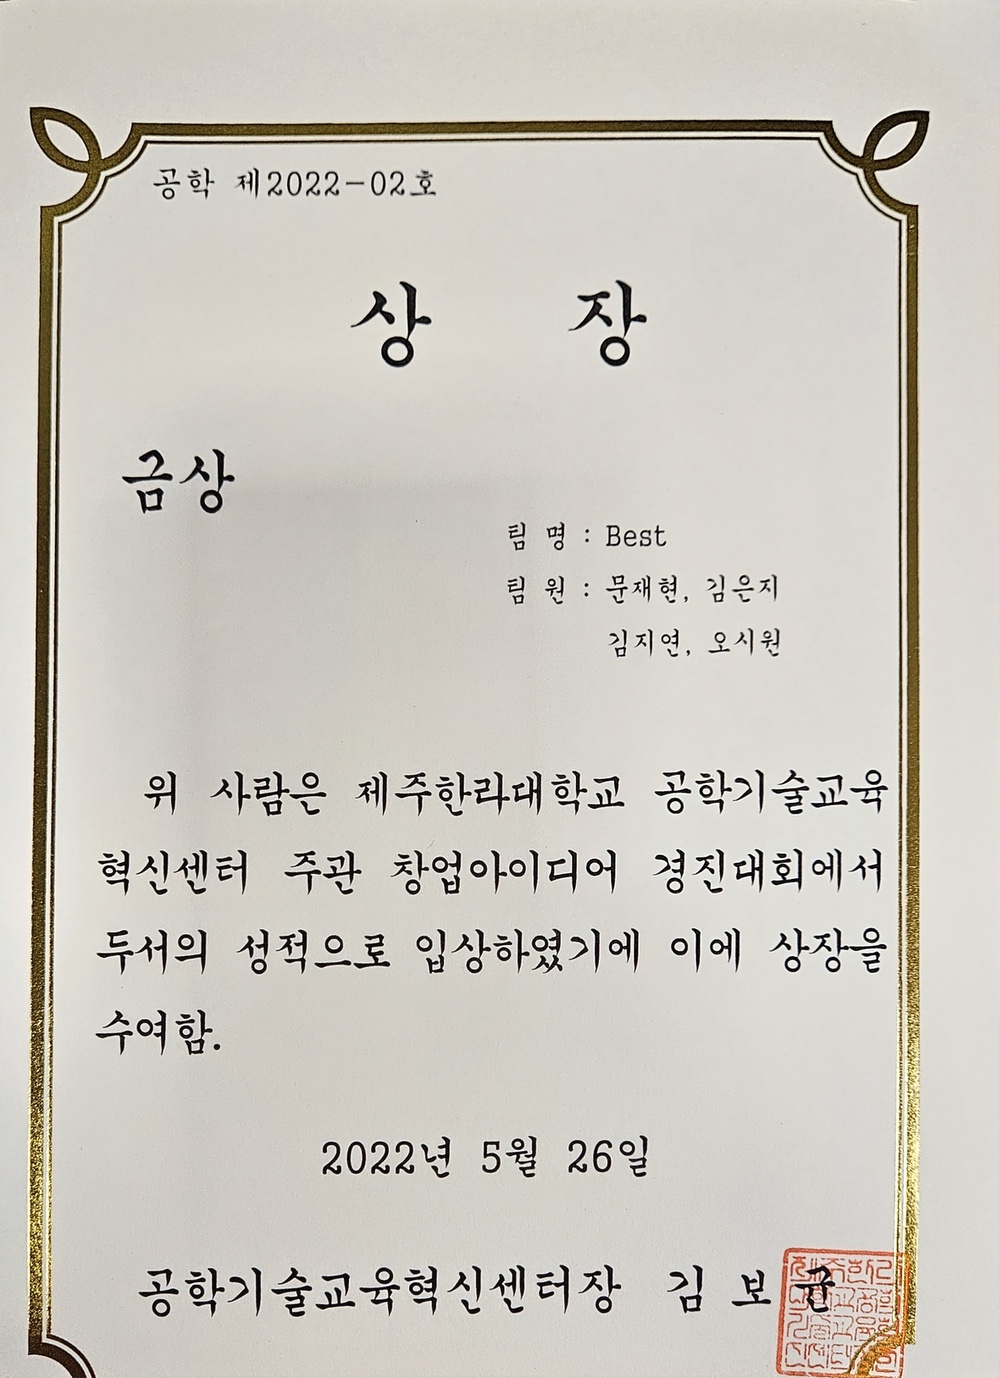 공학 제2022-02호
상 장
금상
팀 명 : Best
팀 원 : 문재현, 김은지
김지연, 오시원
위 사람은 제주한라대학교 공학기술교육
혁신센터 주관 창업아이디어 경진대회에서
두서의 성적으로 입상하였기에 이에 상장을
수여함.
2022년 5월 26일
공학기술교육혁신센터장 김 보 균